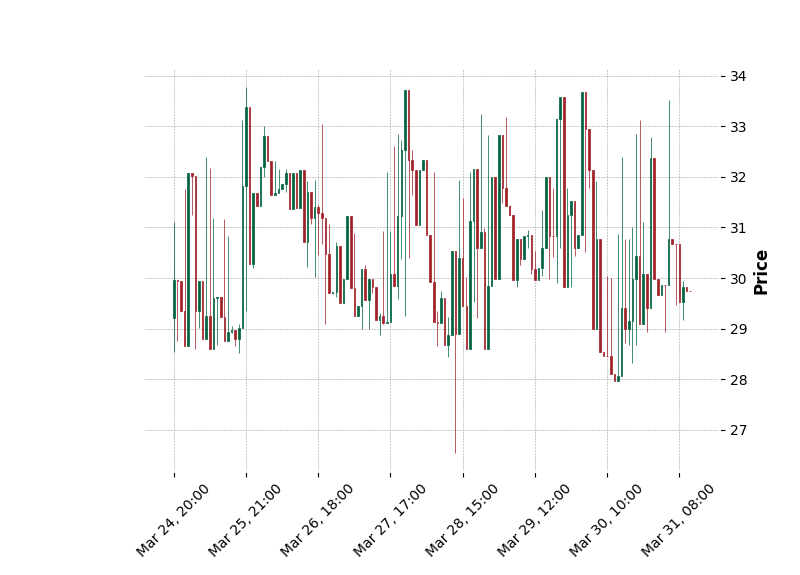 34
33
32
31
30
29
28
27
Price
Mar 24, 20:00
Mar 25, 21:00
Mar 26, 18:00
Mar 27, 17:00
Mar 28, 15:00
Mar 29, 12:00
Mar 30, 10:00
Mar 31, 08:00